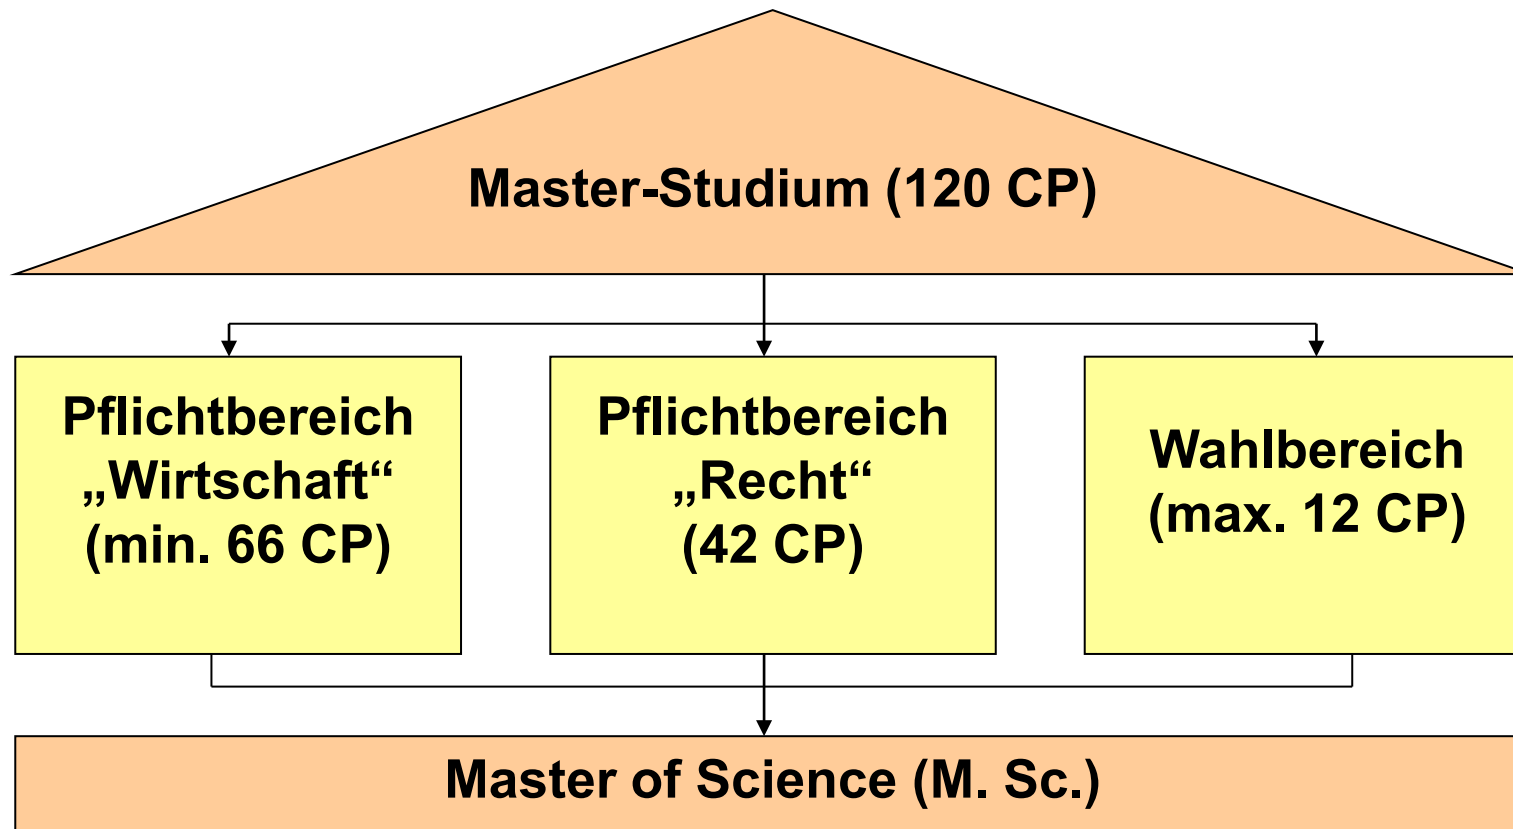 Master-Studium (120 CP)
Pflichtbereich
„Wirtschaft“
(min. 66 CP)
Pflichtbereich
„Recht“
(42 CP)
Wahlbereich
(max. 12 CP)
Master of Science (M. Sc.)